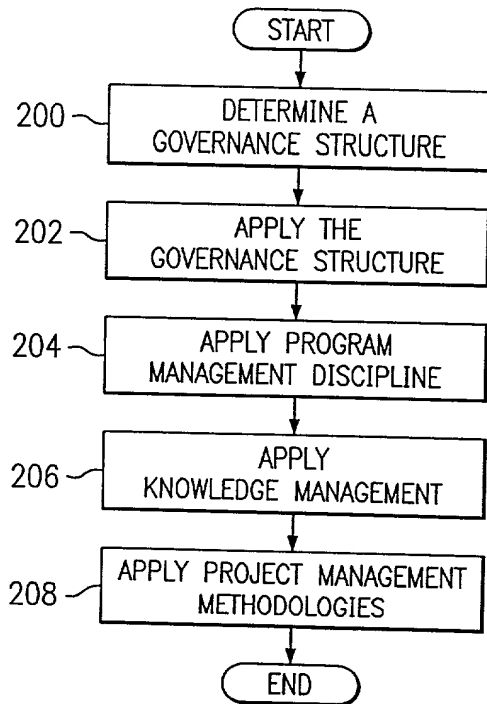 START
200
DETERMINE A
GOVERNANCE STRUCTURE
202
APPLY THE
GOVERNANCE STRUCTURE
204
APPLY PROGRAM
MANAGEMENT DISCIPLINE
206
APPLY
KNOWLEDGE MANAGEMENT
208
APPLY PROJECT MANAGEMENT
METHODOLOGIES
END